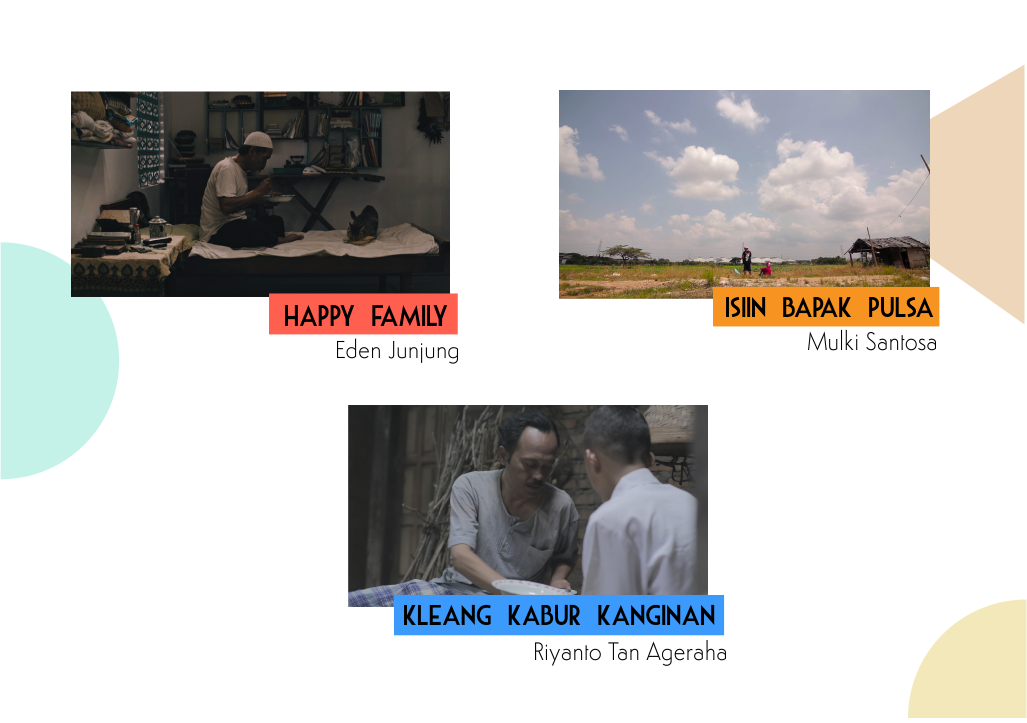 HAPPY FAMILY
Eden Junjung
ISIIN BAPAK PULSA
Mulki Santosa
KLEANG KABUR KANGINAN
Riyanto Tan Ageraha